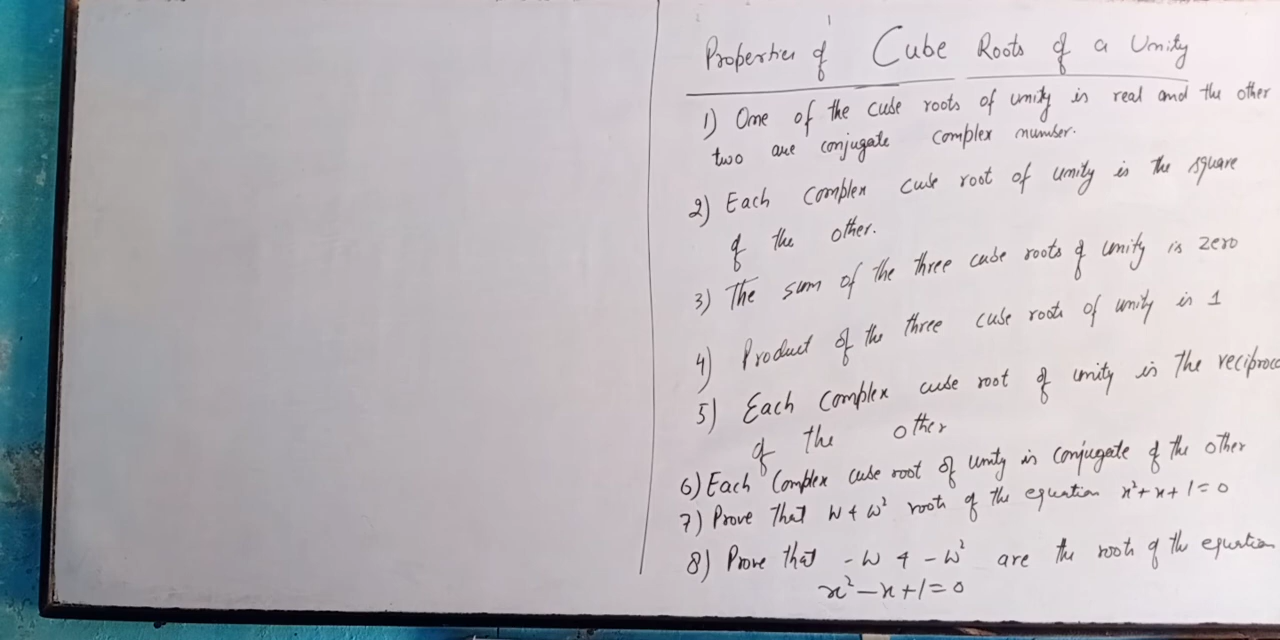 Properties of Cube Roots of a Unity
1) One of the cube roots of unity is real and the other
two are conjugate complex number.
2) Each complex cube root of unity is the square
of the other.
3) The sum of the three cube roots of unity is zero
4) Product of the three cube roots of unity is 1
5) Each complex cube root of unity is the reciproca
of the other
6) Each Complex cube root of unity is conjugate of the other
7) Prove that ω & ω² roots of the equation x²+x+1=0
8) Prove that -ω & -ω² are the roots of the equation
x²-x+1=0